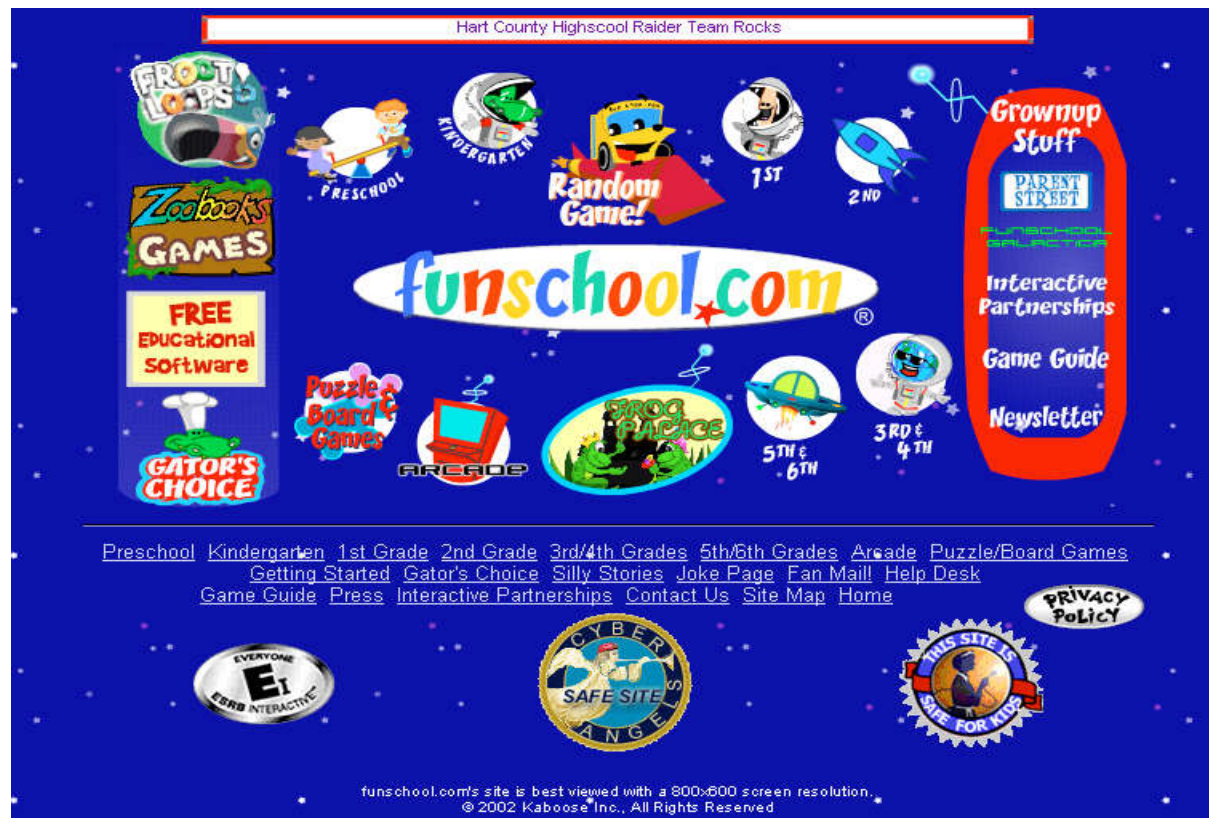 Hart County Highscool Raider Team Rocks
FROOT
LOOPS
PRESCHOOL
KINDERGARTEN
Random
Game!
1ST
2ND
Grownup
Stuff
PARENT
STREET
FUNSCHOOL
GALACTICA
Interactive
Partnerships
Game Guide
Newsletter
Zoobooks
GAMES
FREE
Educational
Software
GATOR'S
CHOICE
funschool.com®
Puzzle &
Board
Games
ARCADE
FROG
PALACE
5TH &
6TH
3RD &
4TH
Preschool Kindergarten 1st Grade 2nd Grade 3rd/4th Grades 5th/6th Grades Arcade Puzzle/Board Games
Getting Started Gator's Choice Silly Stories Joke Page Fan Mail! Help Desk
Game Guide Press Interactive Partnerships Contact Us Site Map Home
PRIVACY
POLICY
EVERYONE
EI
ESRB INTERACTIVE™
CYBER
SAFE SITE
ANGELS
THIS SITE IS
SAFE FOR KIDS
funschool.com's site is best viewed with a 800x600 screen resolution.
© 2002 Kaboose Inc., All Rights Reserved